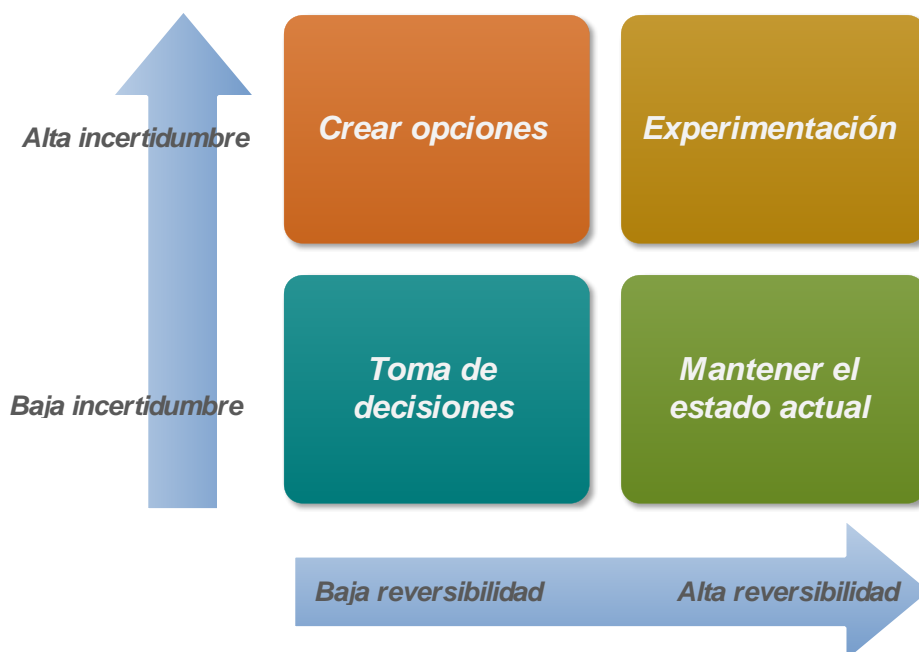 Alta incertidumbre
Crear opciones
Experimentación
Baja incertidumbre
Toma de
decisiones
Mantener el
estado actual
Baja reversibilidad
Alta reversibilidad